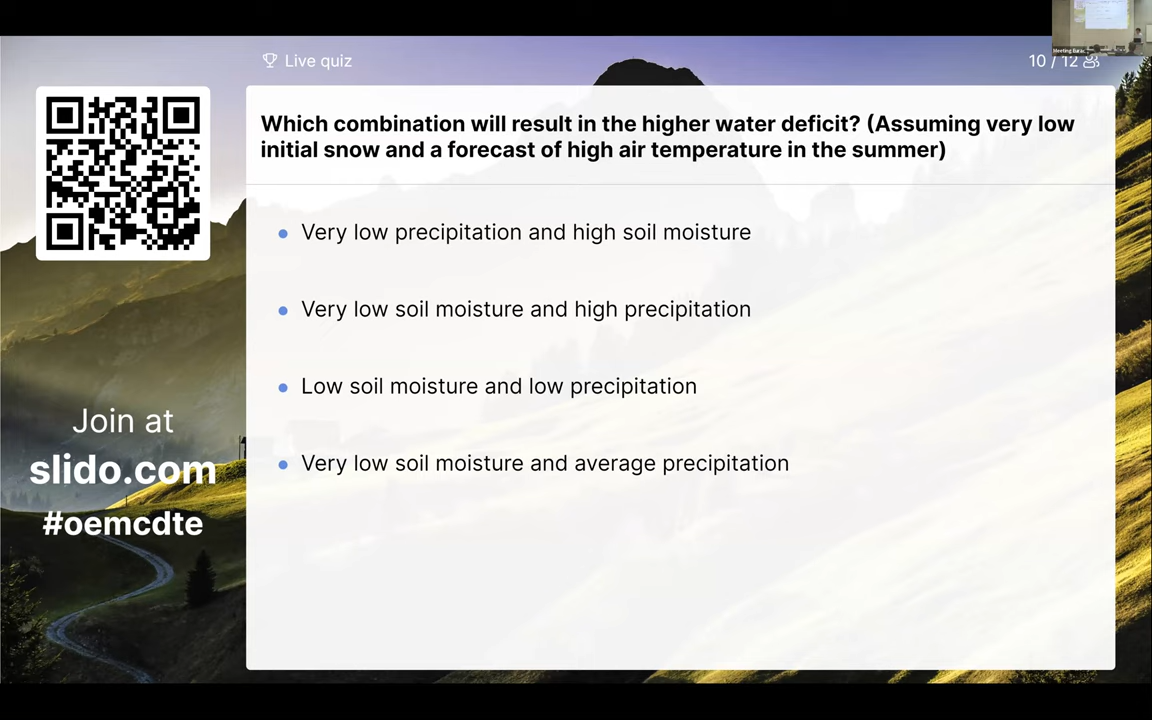 Live quiz
10 / 12
Which combination will result in the higher water deficit? (Assuming very low
initial snow and a forecast of high air temperature in the summer)
Very low precipitation and high soil moisture
Very low soil moisture and high precipitation
Low soil moisture and low precipitation
Very low soil moisture and average precipitation
Join at
slido.com
#oemcdte